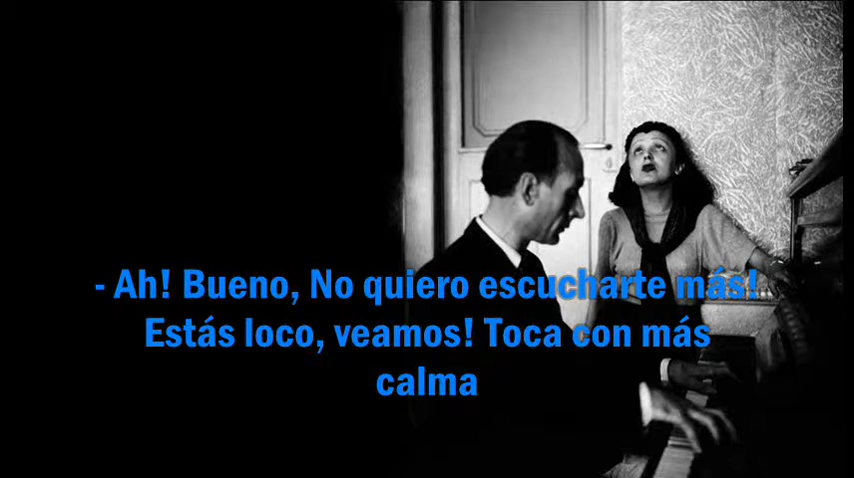 - Ah! Bueno, No quiero escucharte más!
Estás loco, veamos! Toca con más
calma